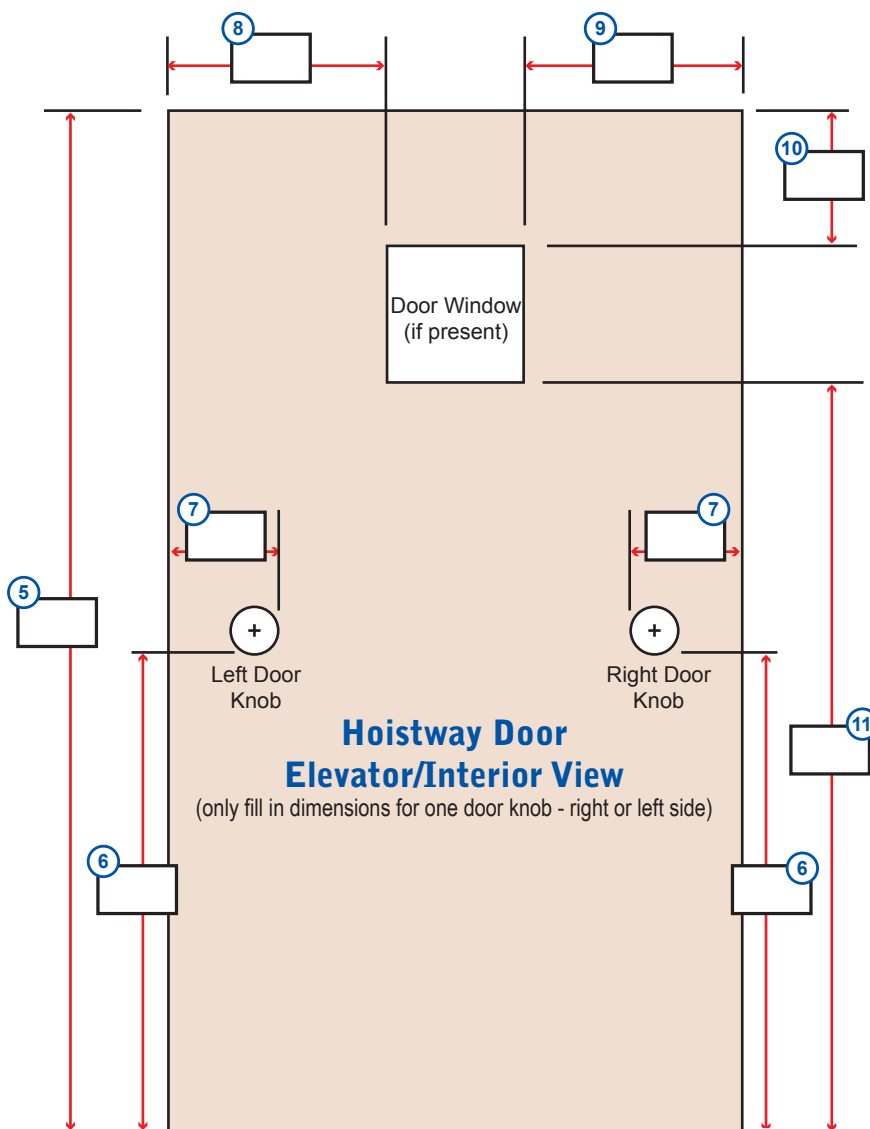 8
9
10
Door Window
(if present)
7
7
5
Left Door
Knob
Right Door
Knob
11
Hoistway Door
Elevator/Interior View
(only fill in dimensions for one door knob - right or left side)
6
6